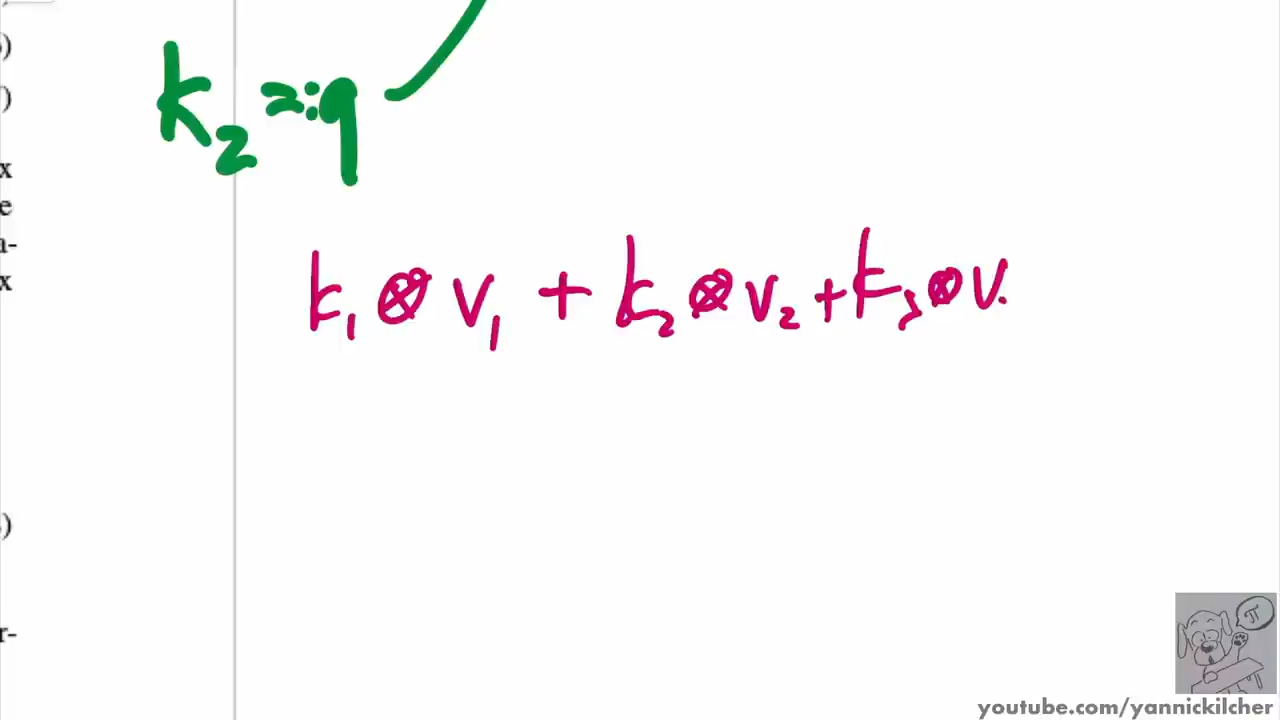 )
)
x
e
a-
x
)
r-
k₂ =: q
k₁ ⊗ v₁ + k₂ ⊗ v₂ + k₃ ⊗ v.
π
youtube.com/yannickilcher